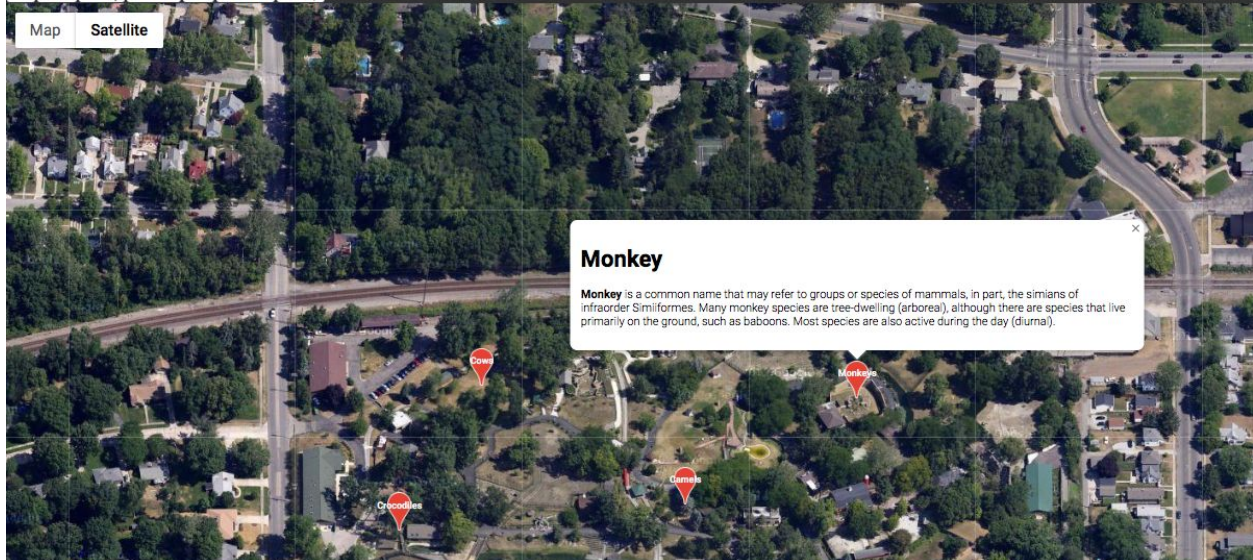 Map Satellite
×
Monkey
Monkey is a common name that may refer to groups or species of mammals, in part, the simians of
infraorder Simiiformes. Many monkey species are tree-dwelling (arboreal), although there are species that live
primarily on the ground, such as baboons. Most species are also active during the day (diurnal).
Cows
Monkeys
Camels
Crocodiles